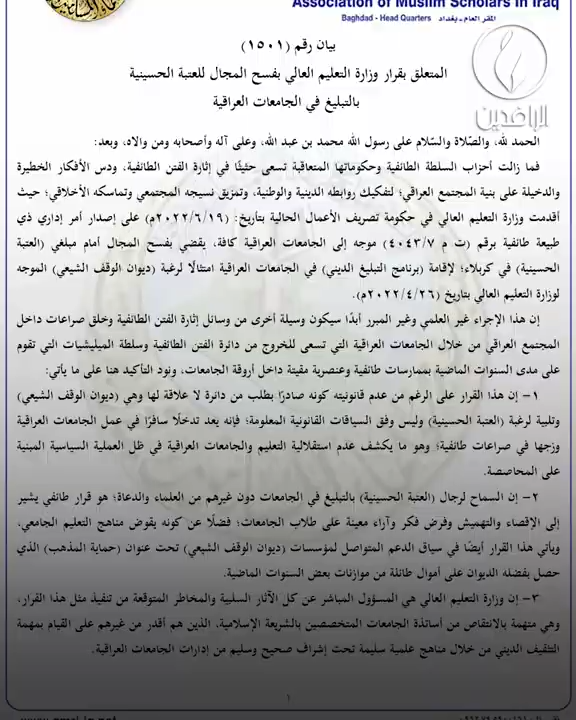 Association of Muslim Scholars in Iraq
Baghdad - Head Quarters المقر العام - بغداد
الرافدين
بيان رقم (١٥٠١)
المتعلق بقرار وزارة التعليم العالي بفسح المجال للعتبة الحسينية
بالتبليغ في الجامعات العراقية
الحمد لله، والصّلاة والسّلام على رسول الله محمد بن عبد الله، وعلى آله وأصحابه ومن والاه، وبعد:
فما زالت أحزاب السلطة الطائفية وحكوماتها المتعاقبة تسعى حثيثًا في إثارة الفتن الطائفية، ودس الأفكار الخطيرة
والدخيلة على بنية المجتمع العراقي؛ لتفكيك روابطه الدينية والوطنية، وتمزيق نسيجه المجتمعي وتماسكه الأخلاقي؛ حيث
أقدمت وزارة التعليم العالي في حكومة تصريف الأعمال الحالية بتاريخ: (٢٠٢٢/٦/١٩م) على إصدار أمر إداري ذي
طبيعة طائفية برقم (ت م ٤٠٤٣/٧) موجه إلى الجامعات العراقية كافة، يقضي بفسح المجال أمام مبلغي (العتبة
الحسينية) في كربلاء؛ لإقامة (برنامج التبليغ الديني) في الجامعات العراقية امتثالًا لرغبة (ديوان الوقف الشيعي) الموجه
لوزارة التعليم العالي بتاريخ (٢٠٢٢/٤/٢٦م).
إن هذا الإجراء غير العلمي وغير المبرر أبدًا سيكون وسيلة أخرى من وسائل إثارة الفتن الطائفية وخلق صراعات داخل
المجتمع العراقي من خلال الجامعات العراقية التي تسعى للخروج من دائرة الفتن الطائفية وسلطة الميليشيات التي تقوم
على مدى السنوات الماضية بممارسات طائفية وعنصرية مقيتة داخل أروقة الجامعات، ونود التأكيد هنا على ما يأتي:
١- إن هذا القرار على الرغم من عدم قانونيته كونه صادرًا بطلب من دائرة لا علاقة لها وهي (ديوان الوقف الشيعي)
وتلبية لرغبة (العتبة الحسينية) وليس وفق السياقات القانونية المعلومة؛ فإنه يعد تدخلًا سافرًا في عمل الجامعات العراقية
وزجها في صراعات طائفية؛ وهو ما يكشف عدم استقلالية التعليم والجامعات العراقية في ظل العملية السياسية المبنية
على المحاصصة.
٢- إن السماح لرجال (العتبة الحسينية) بالتبليغ في الجامعات دون غيرهم من العلماء والدعاة؛ هو قرار طائفي يشير
إلى الإقصاء والتهميش وفرض فكر وآراء معينة على طلاب الجامعات؛ فضلًا عن كونه يقوض مناهج التعليم الجامعي،
ويأتي هذا القرار أيضًا في سياق الدعم المتواصل لمؤسسات (ديوان الوقف الشيعي) تحت عنوان (حماية المذهب) الذي
حصل بفضله الديوان على أموال طائلة من موازنات بعض السنوات الماضية.
٣- إن وزارة التعليم العالي هي المسؤول المباشر عن كل الآثار السلبية والمخاطر المتوقعة من تنفيذ مثل هذا القرار،
وهي متهمة بالانتقاص من أساتذة الجامعات المتخصصين بالشريعة الإسلامية، الذين هم أقدر من غيرهم على القيام بمهمة
التثقيف الديني من خلال مناهج علمية سليمة تحت إشراف صحيح وسليم من إدارات الجامعات العراقية.
١